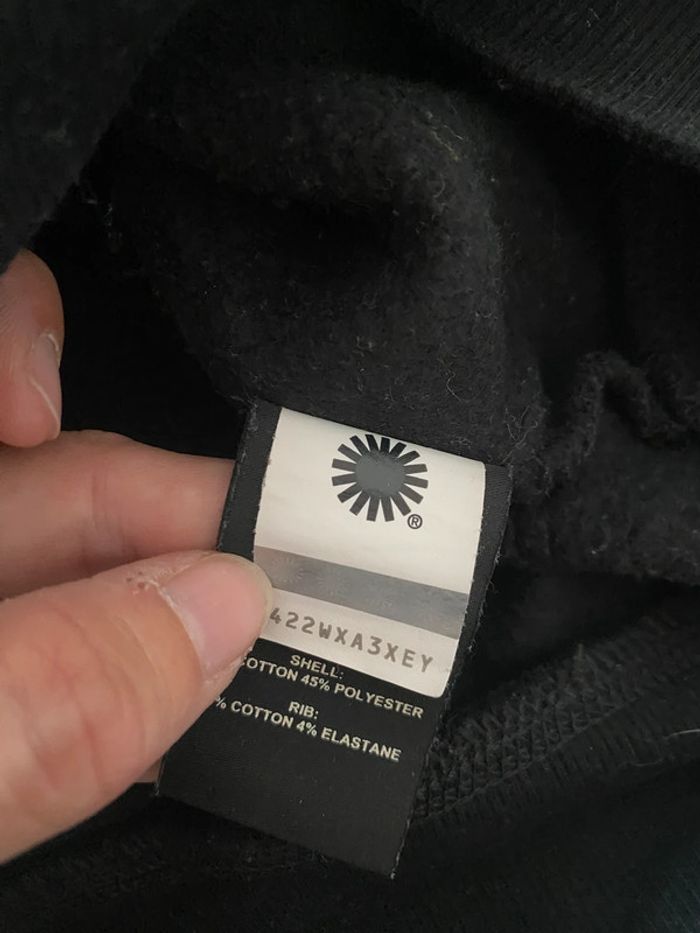 ®
422WXA3XEY
SHELL:
COTTON 45% POLYESTER
RIB:
% COTTON 4% ELASTANE